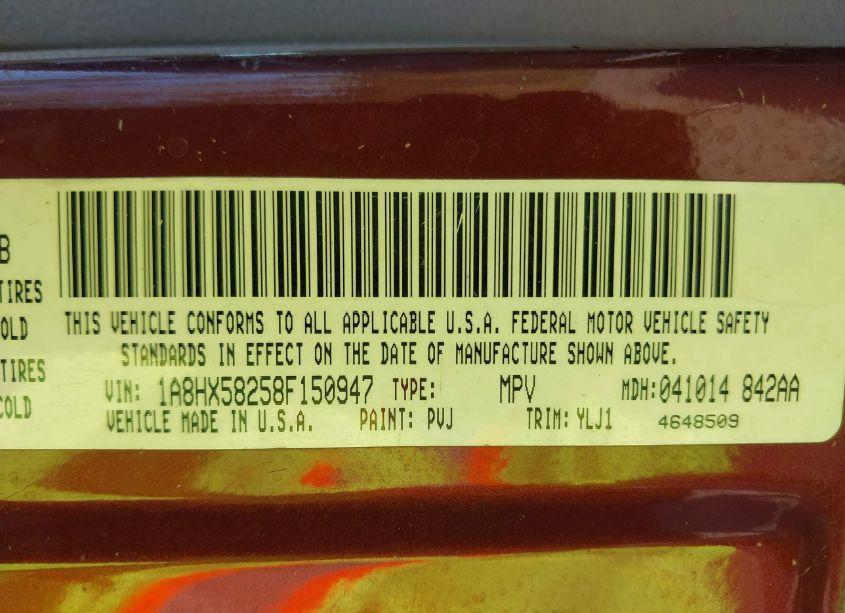 B
TIRES
COLD
TIRES
COLD
THIS VEHICLE CONFORMS TO ALL APPLICABLE U.S.A. FEDERAL MOTOR VEHICLE SAFETY
STANDARDS IN EFFECT ON THE DATE OF MANUFACTURE SHOWN ABOVE.
VIN: 1A8HX58258F150947 TYPE: MPV MDH:041014 842AA
VEHICLE MADE IN U.S.A. PAINT: PVJ TRIM: YLJ1 4648509